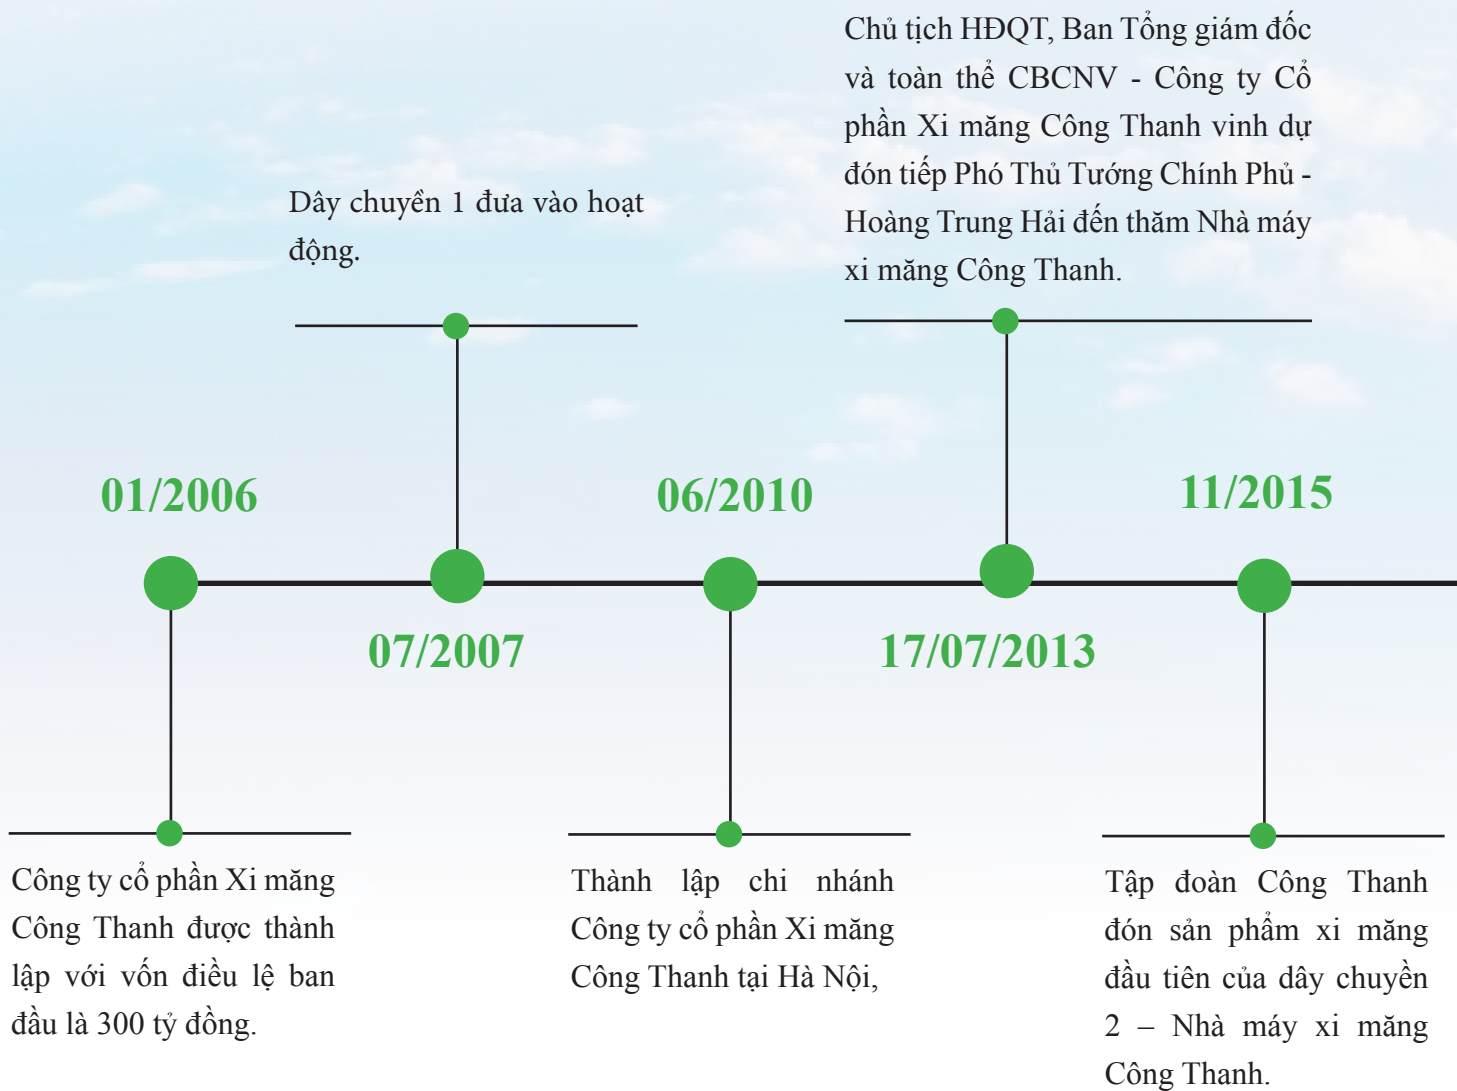 Chủ tịch HĐQT, Ban Tổng giám đốc
và toàn thể CBCNV - Công ty Cổ
phần Xi măng Công Thanh vinh dự
đón tiếp Phó Thủ Tướng Chính Phủ -
Hoàng Trung Hải đến thăm Nhà máy
xi măng Công Thanh.
Dây chuyền 1 đưa vào hoạt
động.
01/2006
06/2010
11/2015
07/2007
17/07/2013
Công ty cổ phần Xi măng
Công Thanh được thành
lập với vốn điều lệ ban
đầu là 300 tỷ đồng.
Thành lập chi nhánh
Công ty cổ phần Xi măng
Công Thanh tại Hà Nội,
Tập đoàn Công Thanh
đón sản phẩm xi măng
đầu tiên của dây chuyền
2 – Nhà máy xi măng
Công Thanh.